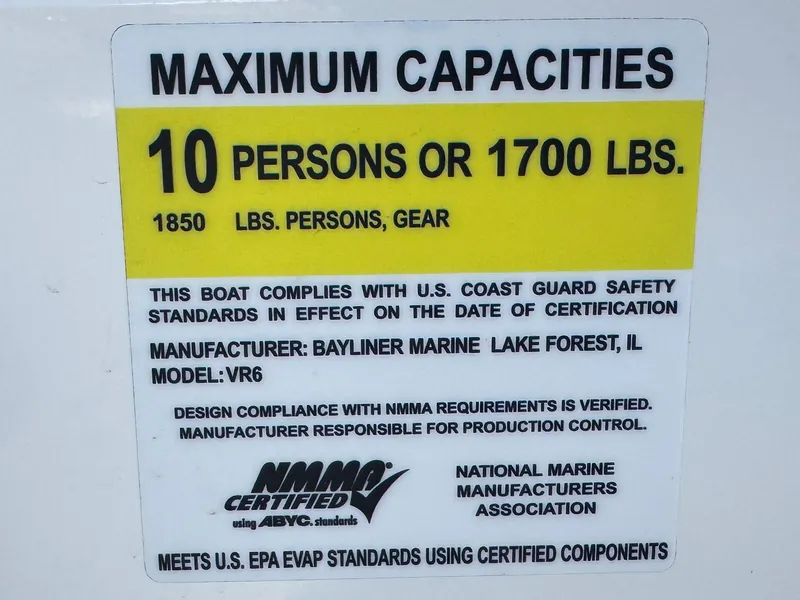 MAXIMUM CAPACITIES
10 PERSONS OR 1700 LBS.
1850 LBS. PERSONS, GEAR
THIS BOAT COMPLIES WITH U.S. COAST GUARD SAFETY
STANDARDS IN EFFECT ON THE DATE OF CERTIFICATION
MANUFACTURER: BAYLINER MARINE LAKE FOREST, IL
MODEL: VR6
DESIGN COMPLIANCE WITH NMMA REQUIREMENTS IS VERIFIED.
MANUFACTURER RESPONSIBLE FOR PRODUCTION CONTROL.
NMMA®
CERTIFIED
using ABYC. standards
NATIONAL MARINE
MANUFACTURERS
ASSOCIATION
MEETS U.S. EPA EVAP STANDARDS USING CERTIFIED COMPONENTS